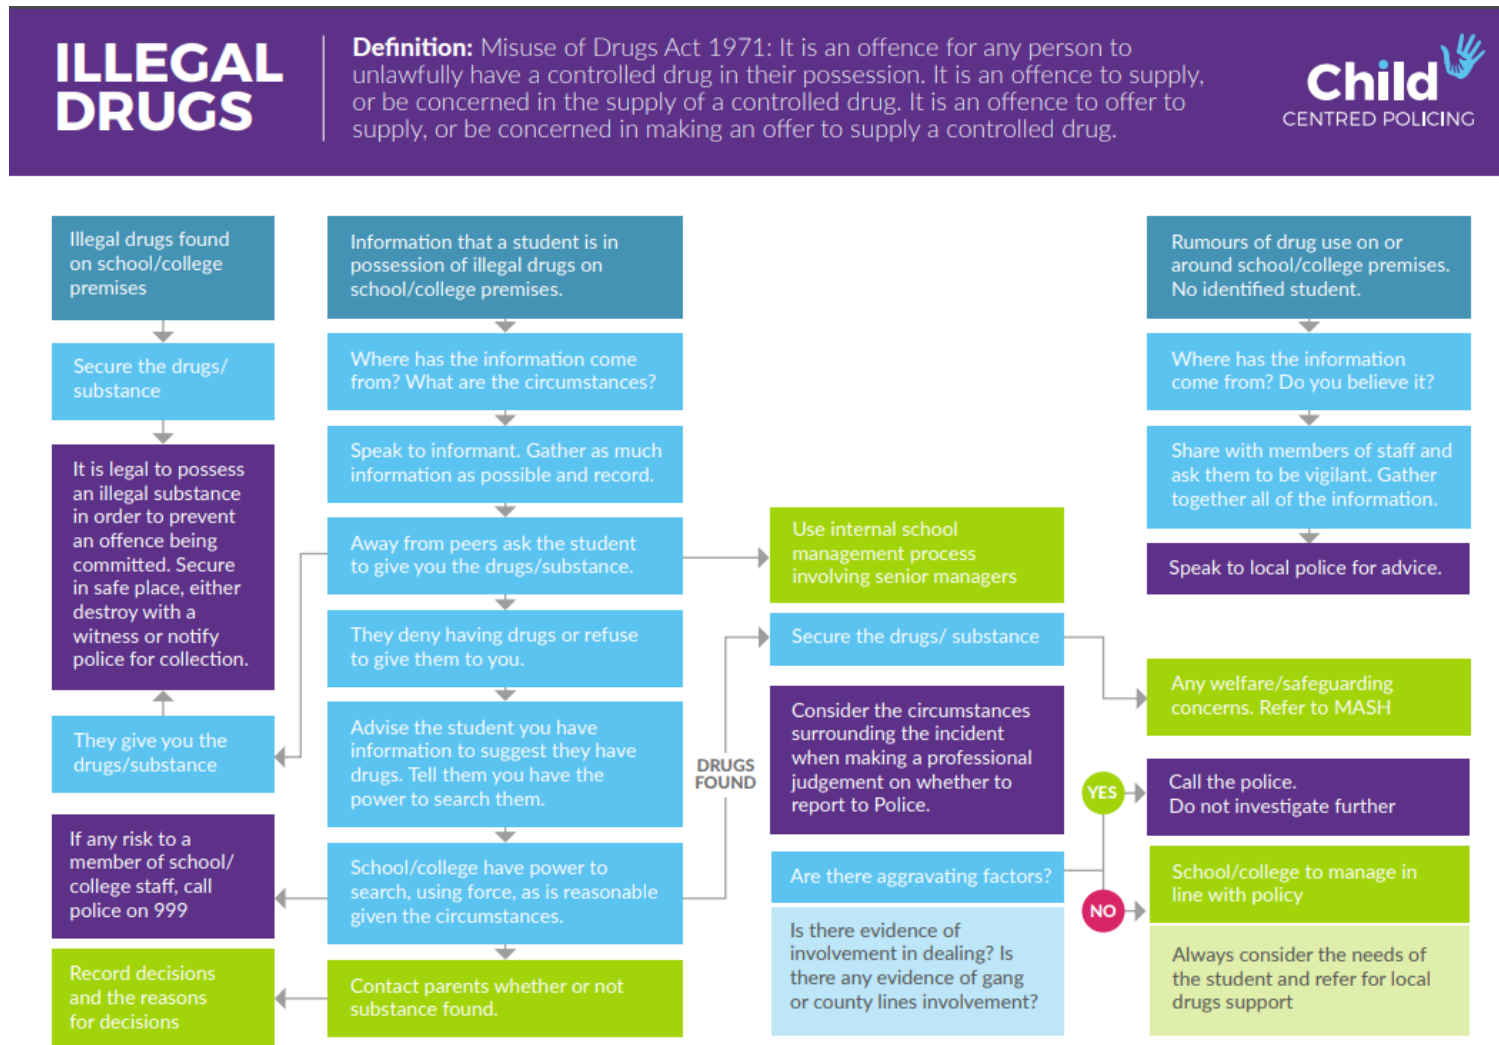 ILLEGAL
DRUGS
Definition: Misuse of Drugs Act 1971: It is an offence for any person to
unlawfully have a controlled drug in their possession. It is an offence to supply,
or be concerned in the supply of a controlled drug. It is an offence to offer to
supply, or be concerned in making an offer to supply a controlled drug.
Child
CENTRED POLICING
Illegal drugs found
on school/college
premises
Secure the drugs/
substance
It is legal to possess
an illegal substance
in order to prevent
an offence being
committed. Secure
in safe place, either
destroy with a
witness or notify
police for collection.
They give you the
drugs/substance
If any risk to a
member of school/
college staff, call
police on 999
Record decisions
and the reasons
for decisions
Information that a student is in
possession of illegal drugs on
school/college premises.
Where has the information come
from? What are the circumstances?
Speak to informant. Gather as much
information as possible and record.
Away from peers ask the student
to give you the drugs/substance.
They deny having drugs or refuse
to give them to you.
Advise the student you have
information to suggest they have
drugs. Tell them you have the
power to search them.
School/college have power to
search, using force, as is reasonable
given the circumstances.
Contact parents whether or not
substance found.
DRUGS
FOUND
Use internal school
management process
involving senior managers
Secure the drugs/ substance
Consider the circumstances
surrounding the incident
when making a professional
judgement on whether to
report to Police.
Are there aggravating factors?
Is there evidence of
involvement in dealing? Is
there any evidence of gang
or county lines involvement?
YES
NO
Rumours of drug use on or
around school/college premises.
No identified student.
Where has the information
come from? Do you believe it?
Share with members of staff and
ask them to be vigilant. Gather
together all of the information.
Speak to local police for advice.
Any welfare/safeguarding
concerns. Refer to MASH
Call the police.
Do not investigate further
School/college to manage in
line with policy
Always consider the needs of
the student and refer for local
drugs support